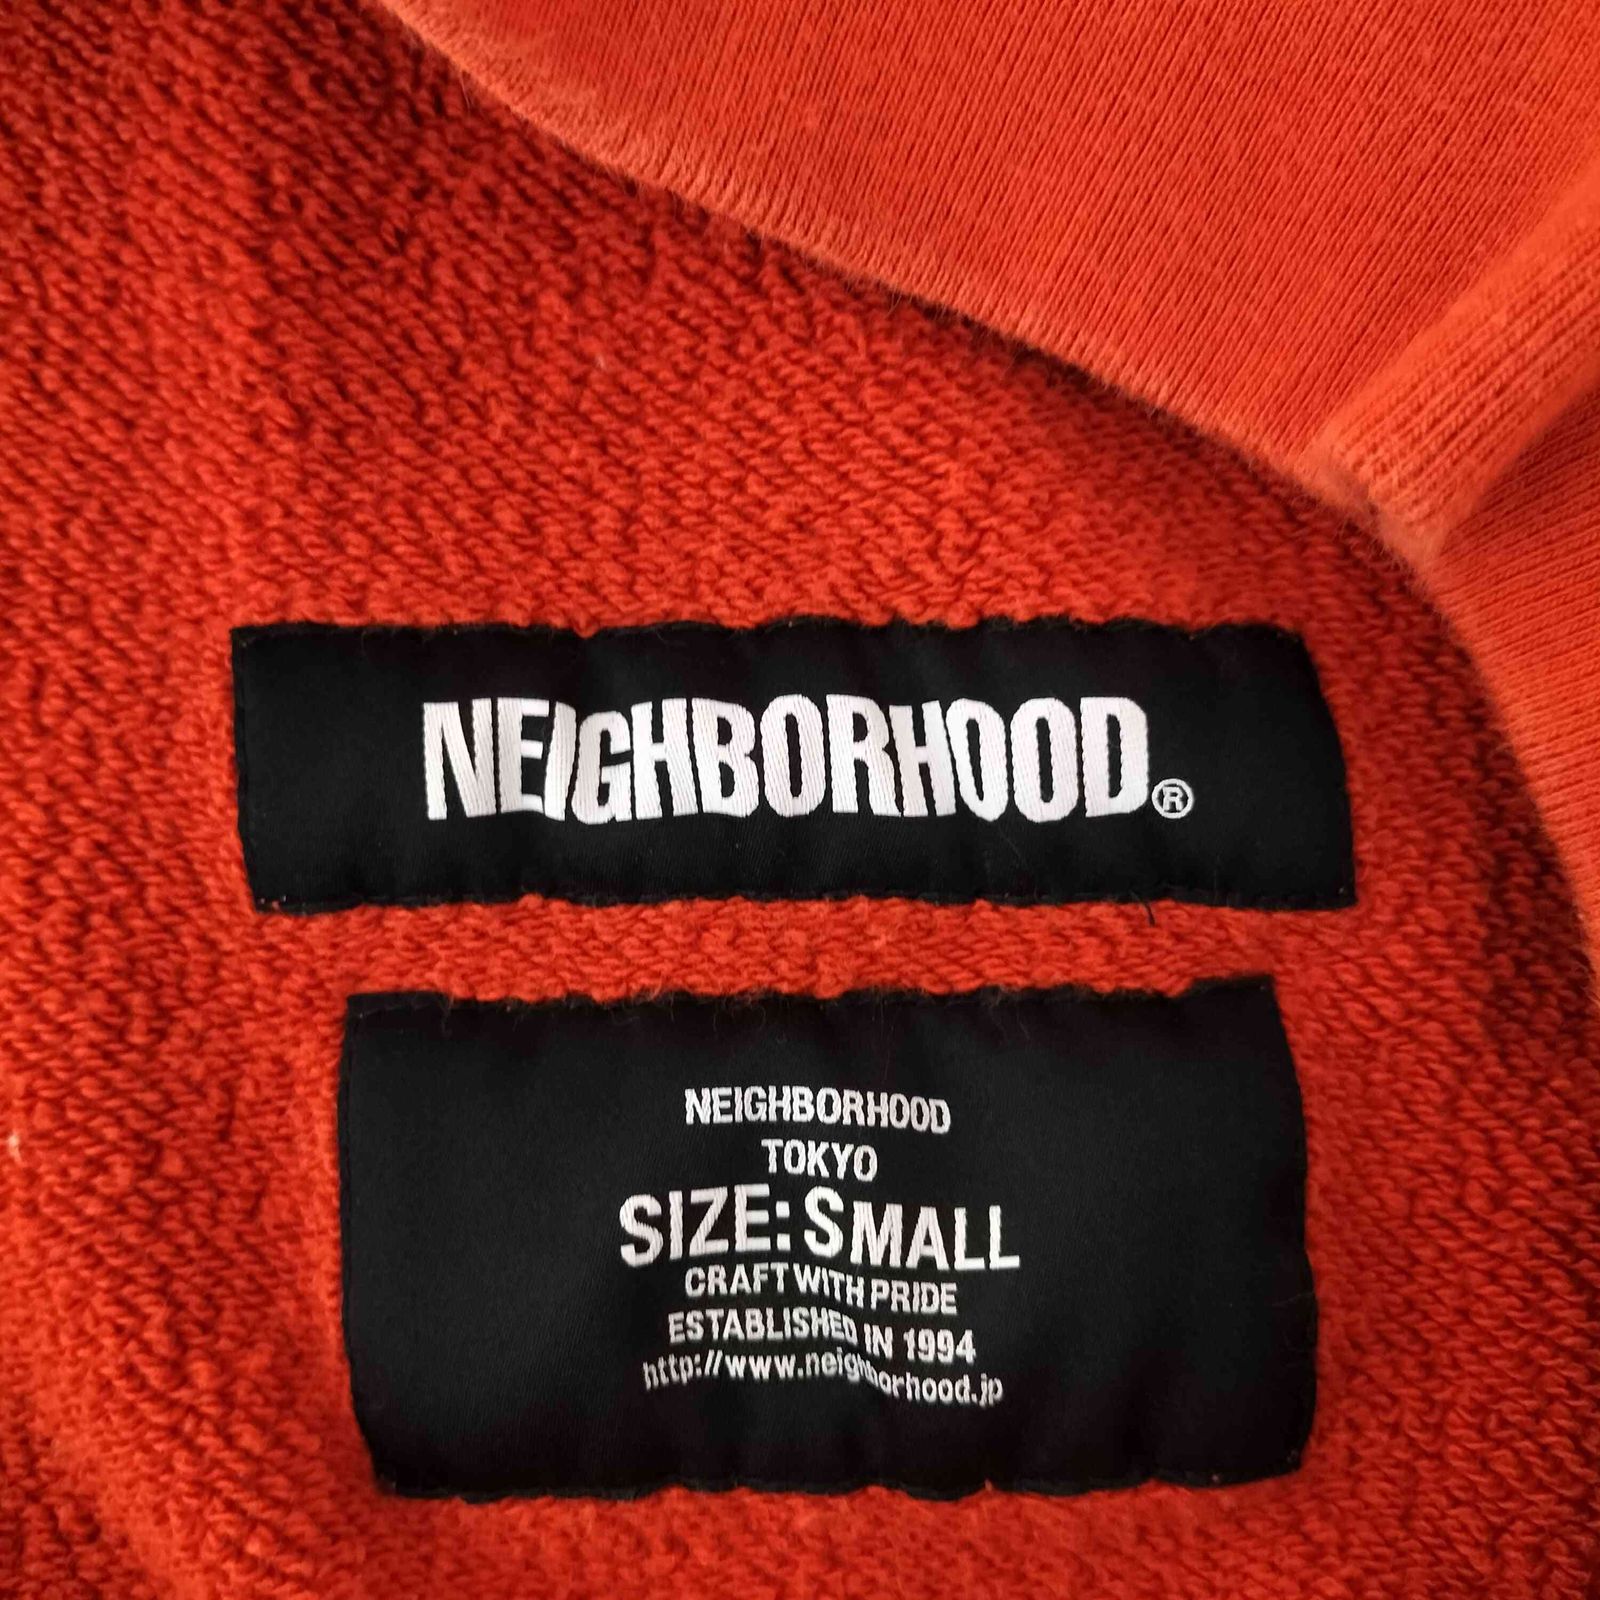 NEIGHBORHOOD®
NEIGHBORHOOD
TOKYO
SIZE: SMALL
CRAFT WITH PRIDE
ESTABLISHED IN 1994
http://www.neighborhood.jp